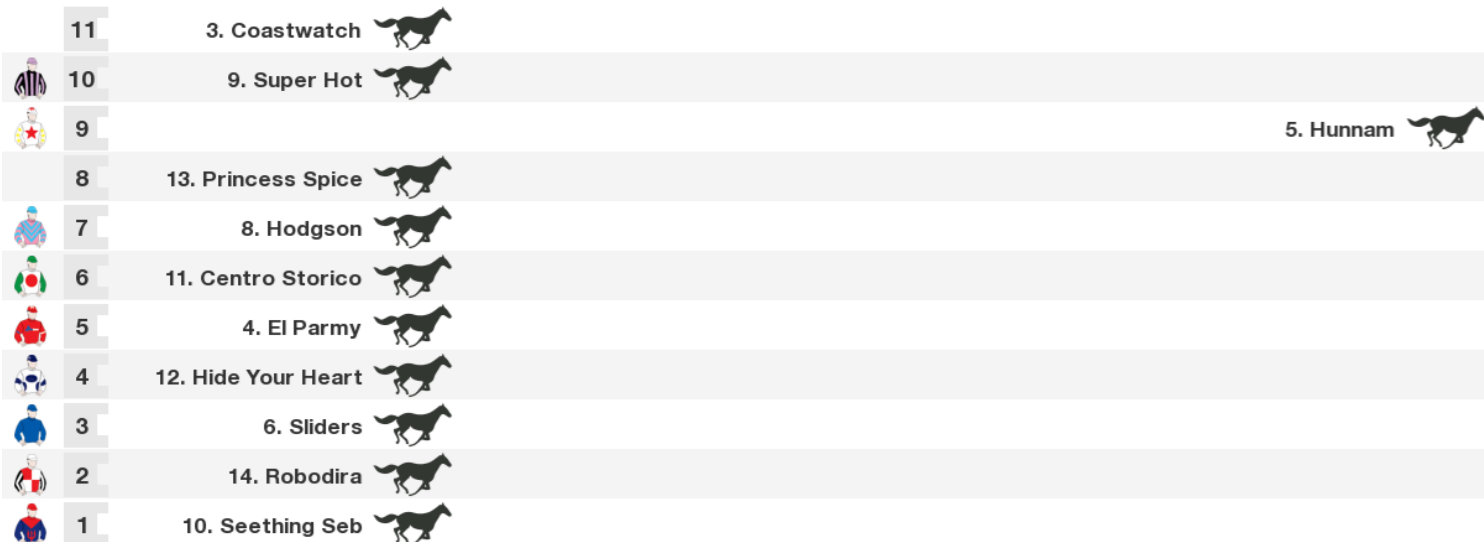 11 3. Coastwatch
10 9. Super Hot
9 5. Hunnam
8 13. Princess Spice
7 8. Hodgson
6 11. Centro Storico
5 4. El Parmy
4 12. Hide Your Heart
3 6. Sliders
2 14. Robodira
1 10. Seething Seb